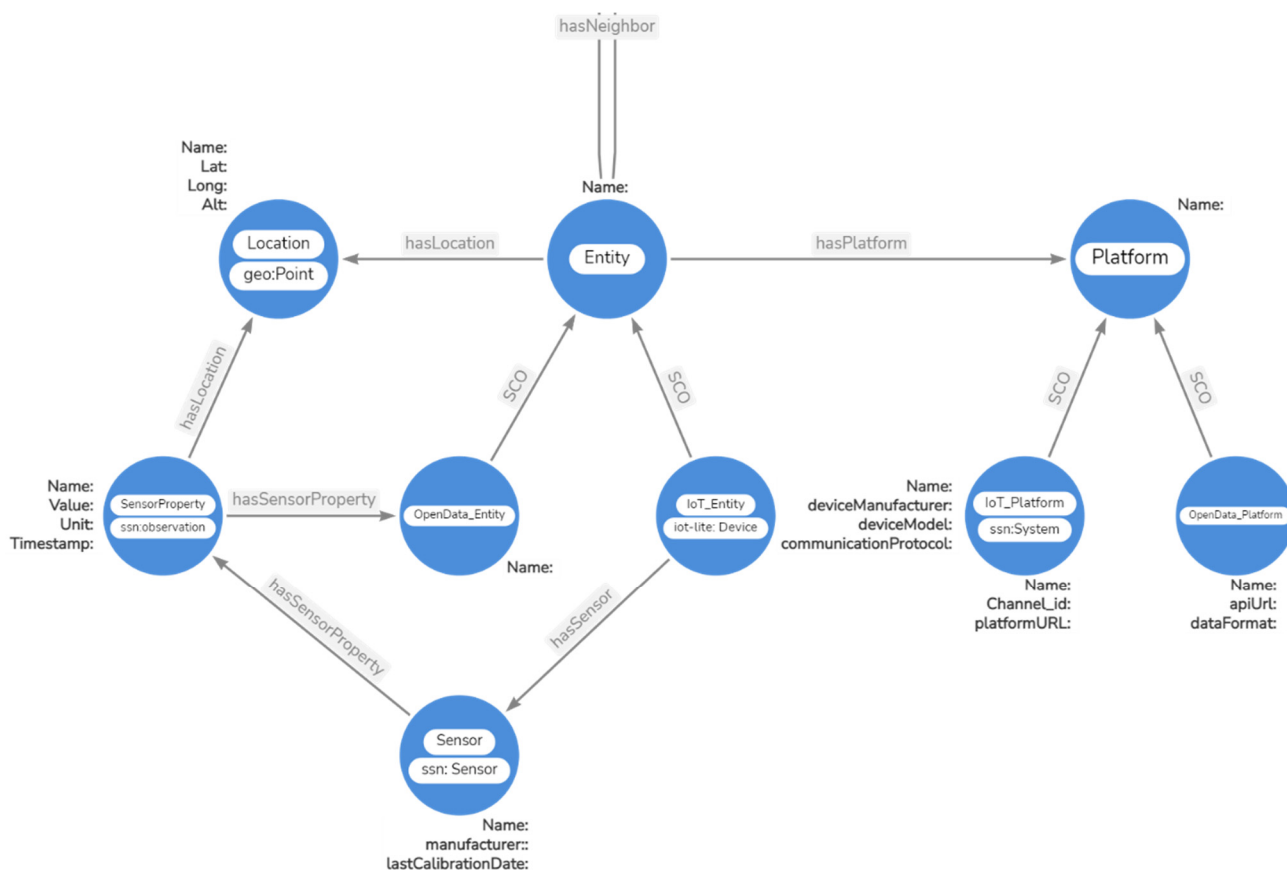 hasNeighbor
Name:
Lat:
Long:
Alt:
Name:
Name:
Location
geo:Point
hasLocation
Entity
hasPlatform
Platform
hasLocation
SCO
SCO
SCO
SCO
Name:
Value:
Unit:
Timestamp:
SensorProperty
ssn:observation
hasSensorProperty
OpenData_Entity
Name:
IoT_Entity
iot-lite: Device
Name:
deviceManufacturer:
deviceModel:
communicationProtocol:
IoT_Platform
ssn:System
OpenData_Platform
Name:
Channel_id:
platformURL:
Name:
apiUrl:
dataFormat:
hasSensorProperty
hasSensor
Sensor
ssn: Sensor
Name:
manufacturer::
lastCalibrationDate: